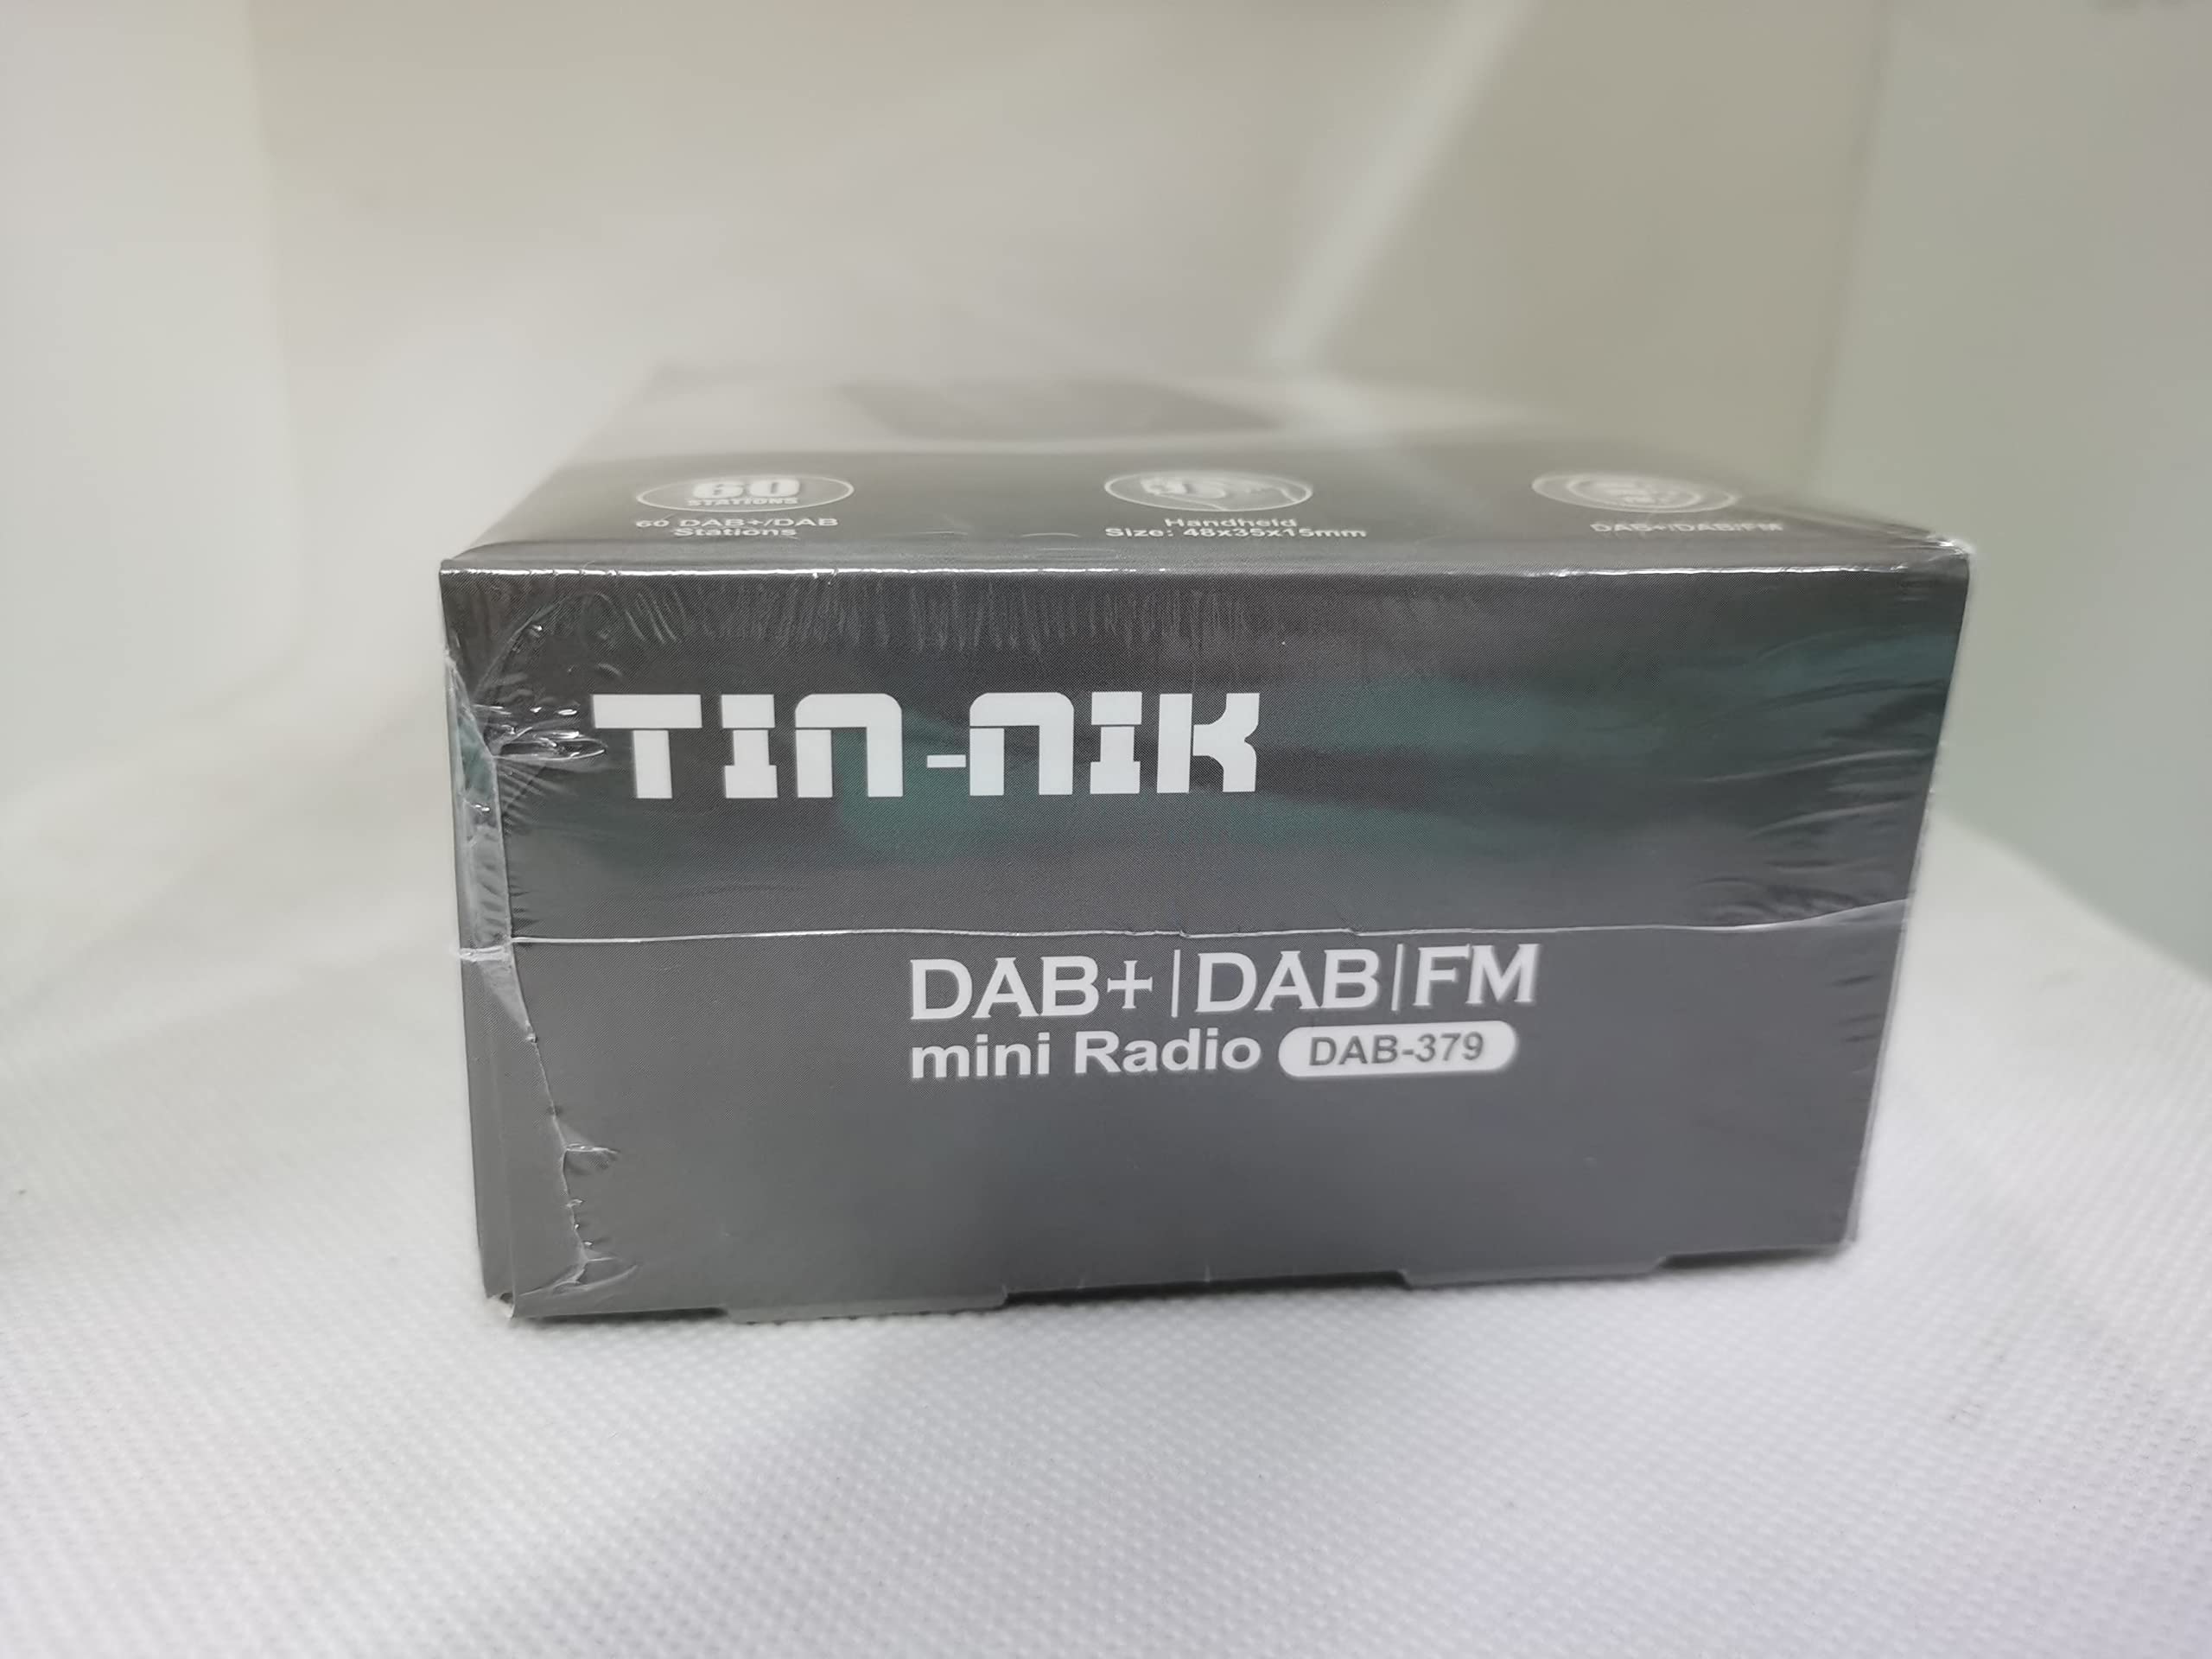 60
STATIONS
60 DAB+/DAB
Stations
Handheld
Size: 48x35x15mm
DAB+/DAB/FM
TIN-NIK
DAB+|DAB|FM
mini Radio DAB-379